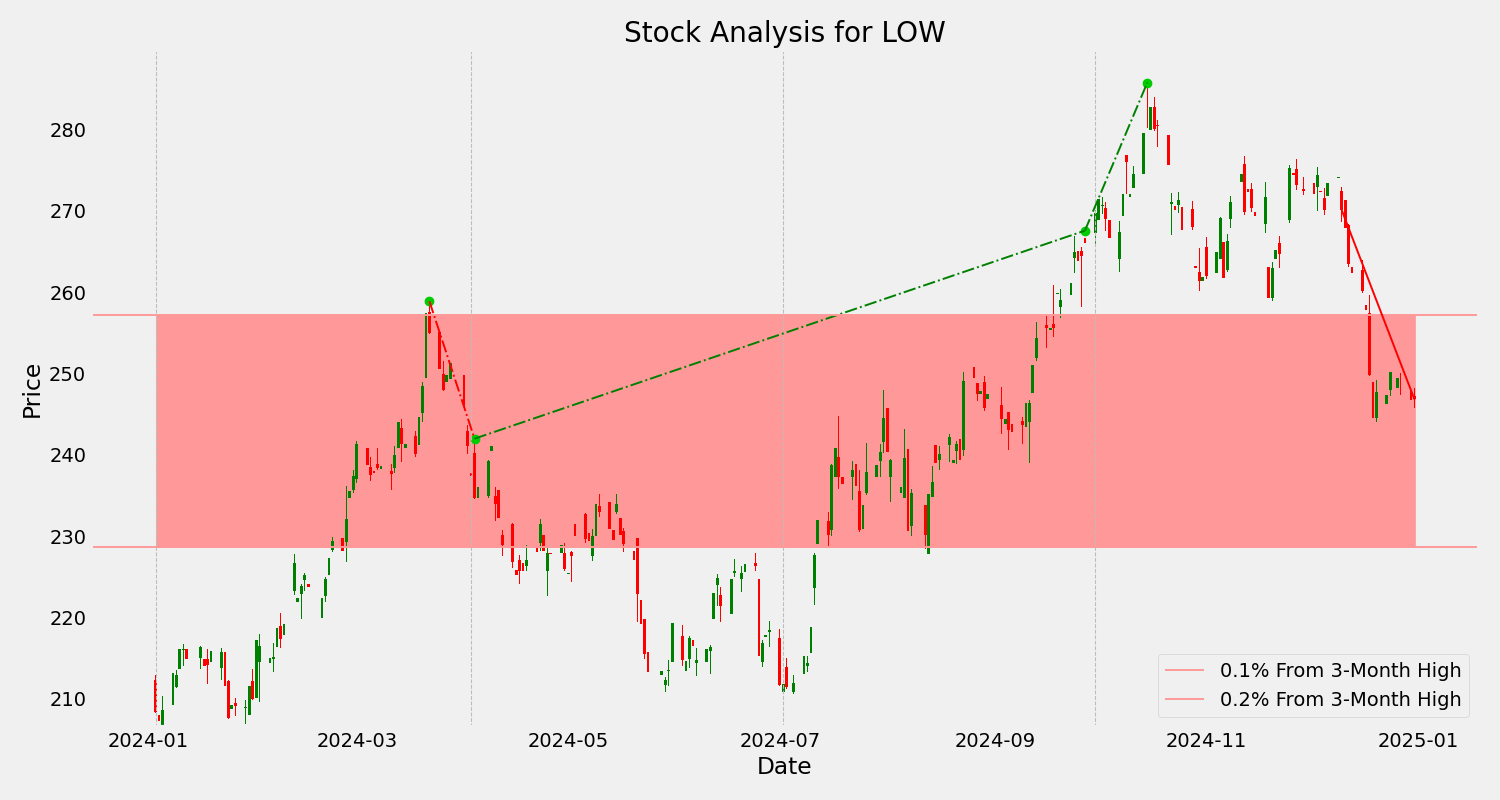 Stock Analysis for LOW
Price
280
270
260
250
240
230
220
210
0.1% From 3-Month High
0.2% From 3-Month High
2024-01 2024-03 2024-05 2024-07 2024-09 2024-11 2025-01
Date